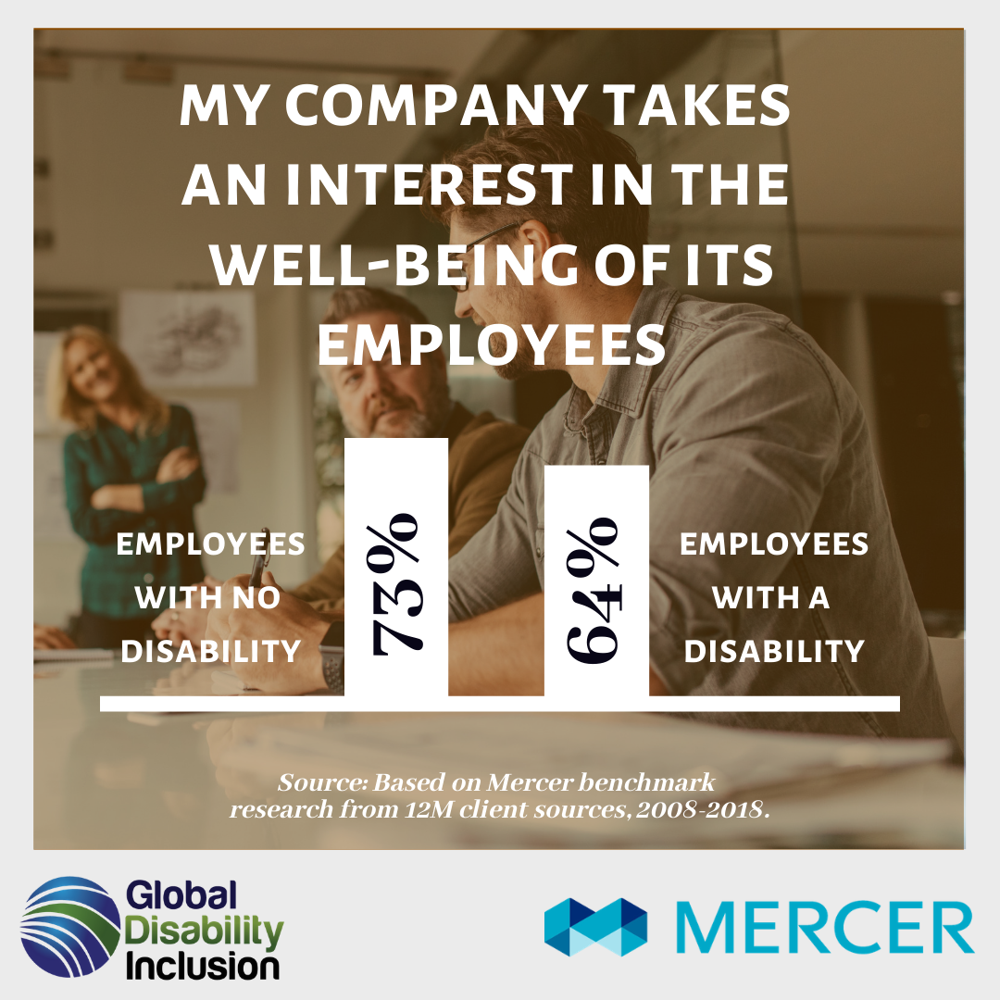 MY COMPANY TAKES
AN INTEREST IN THE
WELL-BEING OF ITS
EMPLOYEES
EMPLOYEES
WITH NO
DISABILITY
73%
64%
EMPLOYEES
WITH A
DISABILITY
Source: Based on Mercer benchmark
research from 12M client sources, 2008-2018.
Global
Disability
Inclusion
MERCER